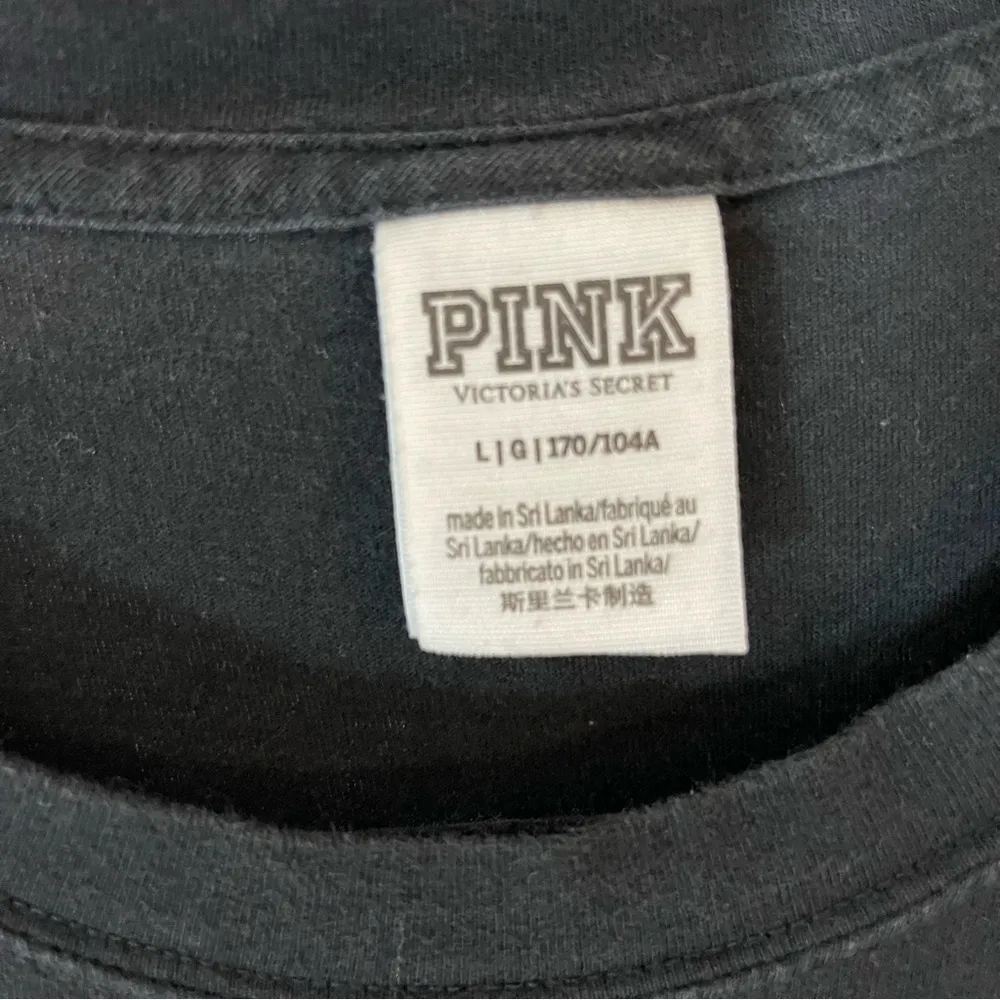 PINK
VICTORIA'S SECRET
L | G | 170/104A
made in Sri Lanka/fabriqué au
Sri Lanka/hecho en Sri Lanka/
fabbricato in Sri Lanka/
斯里兰卡制造